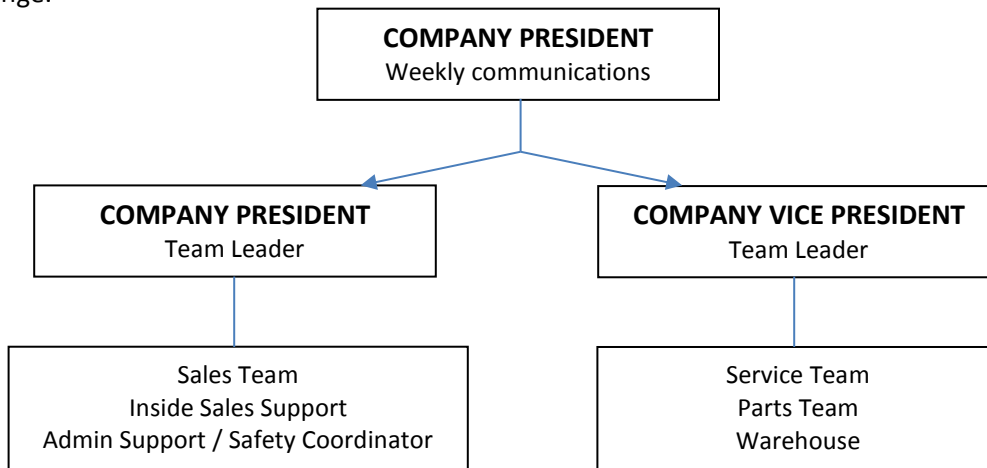 COMPANY PRESIDENT
Weekly communications
COMPANY PRESIDENT
Team Leader
COMPANY VICE PRESIDENT
Team Leader
Sales Team
Inside Sales Support
Admin Support / Safety Coordinator
Service Team
Parts Team
Warehouse